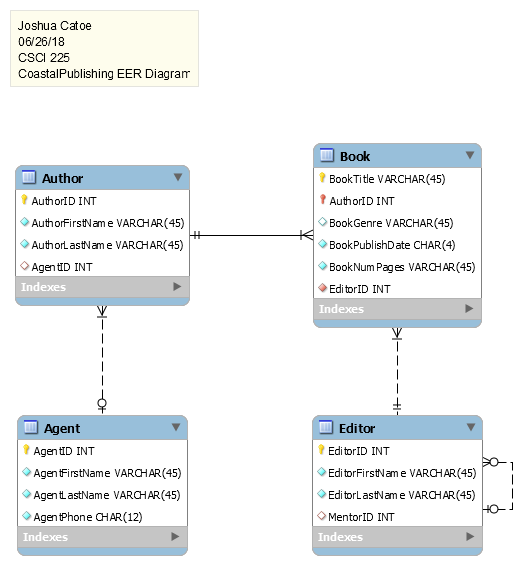 Joshua Catoe
06/26/18
CSCI 225
CoastalPublishing EER Diagram
Author
AuthorID INT
AuthorFirstName VARCHAR(45)
AuthorLastName VARCHAR(45)
AgentID INT
Indexes
Book
BookTitle VARCHAR(45)
AuthorID INT
BookGenre VARCHAR(45)
BookPublishDate CHAR(4)
BookNumPages VARCHAR(45)
EditorID INT
Indexes
Agent
AgentID INT
AgentFirstName VARCHAR(45)
AgentLastName VARCHAR(45)
AgentPhone CHAR(12)
Indexes
Editor
EditorID INT
EditorFirstName VARCHAR(45)
EditorLastName VARCHAR(45)
MentorID INT
Indexes